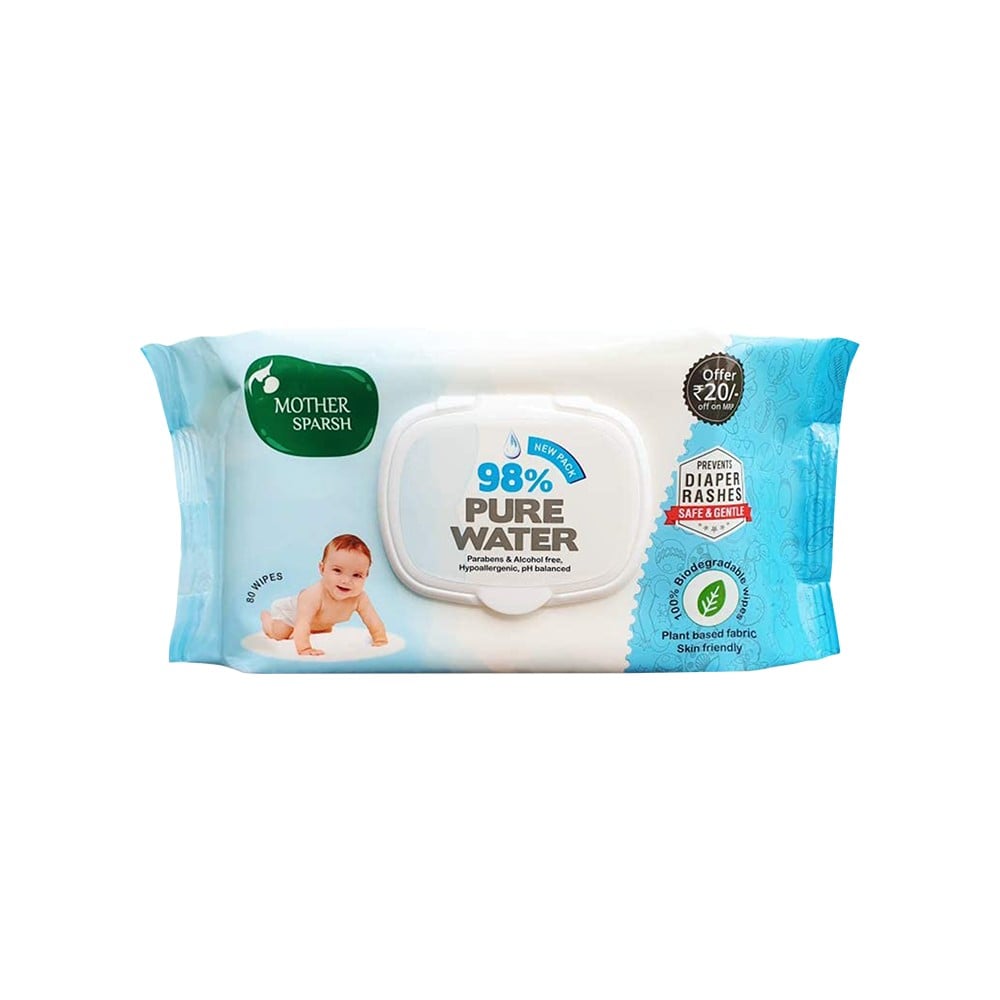 MOTHER
SPARSH
80 WIPES
NEW PACK
98%
PURE
WATER
Parabens & Alcohol free,
Hypoallergenic, pH balanced
Offer
₹20/-
off on MRP
PREVENTS
DIAPER
RASHES
SAFE & GENTLE
100% Biodegradable wipes
Plant based fabric
Skin friendly